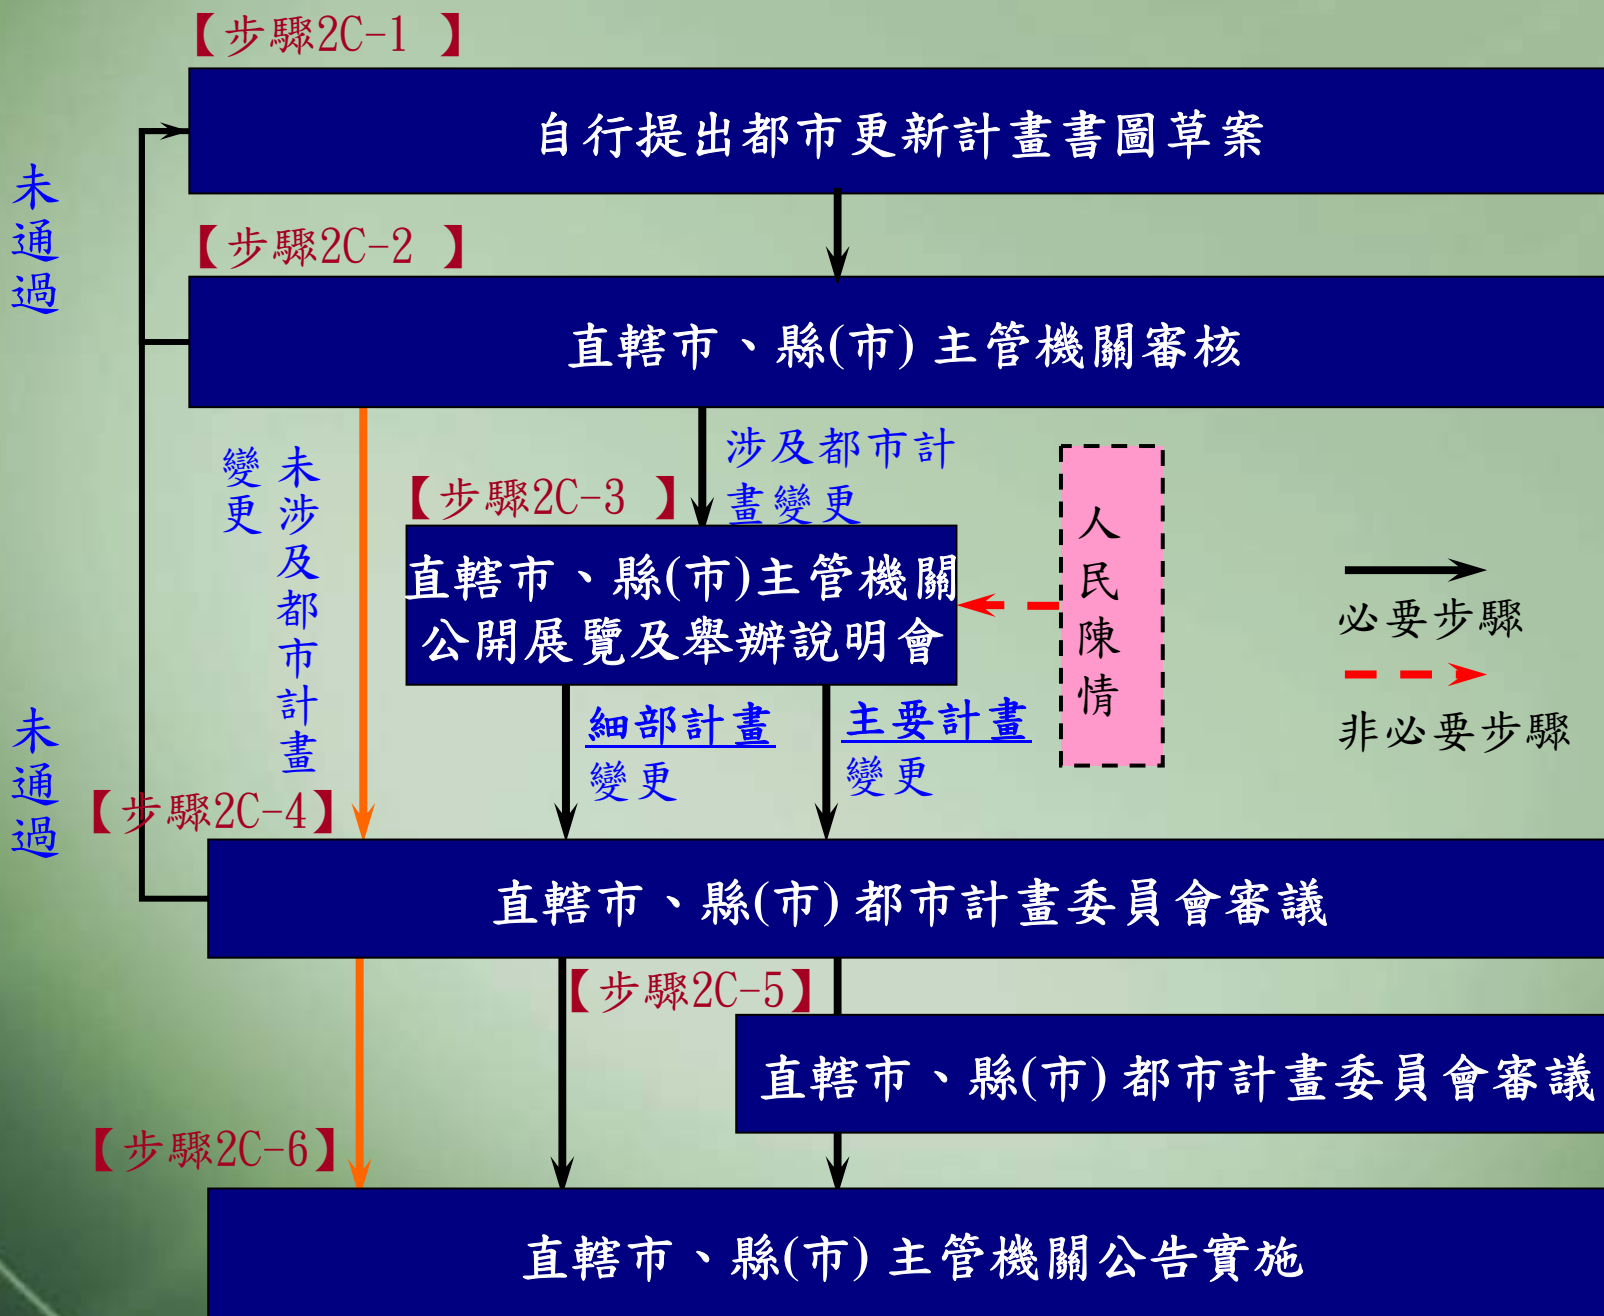 【步驟2C-1 】
自行提出都市更新計畫書圖草案
未通過
【步驟2C-2 】
直轄市、縣(市) 主管機關審核
未涉及都市計畫
變更
涉及都市計
畫變更
【步驟2C-3 】
直轄市、縣(市)主管機關
公開展覽及舉辦說明會
人民陳情
必要步驟
非必要步驟
細部計畫
變更
主要計畫
變更
未通過
【步驟2C-4】
直轄市、縣(市) 都市計畫委員會審議
【步驟2C-5】
直轄市、縣(市) 都市計畫委員會審議
【步驟2C-6】
直轄市、縣(市) 主管機關公告實施